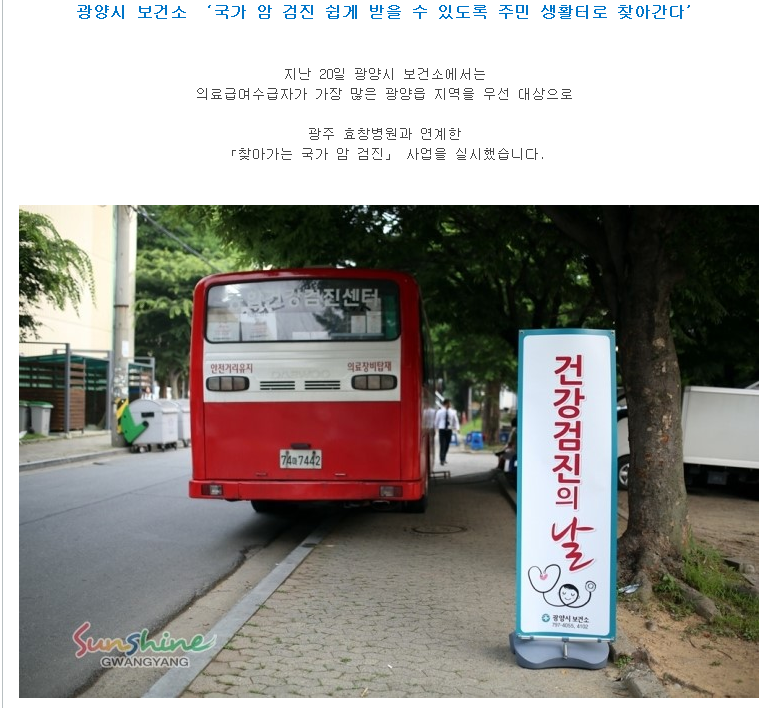 광양시 보건소 ‘국가 암 검진 쉽게 받을 수 있도록 주민 생활터로 찾아간다’
지난 20일 광양시 보건소에서는
의료급여수급자가 가장 많은 광양읍 지역을 우선 대상으로
광주 효창병원과 연계한
「찾아가는 국가 암 검진」 사업을 실시했습니다.
건강검진센타
안전거리유지
의료장비탑재
7442
건강검진의
날
광양시 보건소
797-4055, 4102
Sunshine
GWANGYANG